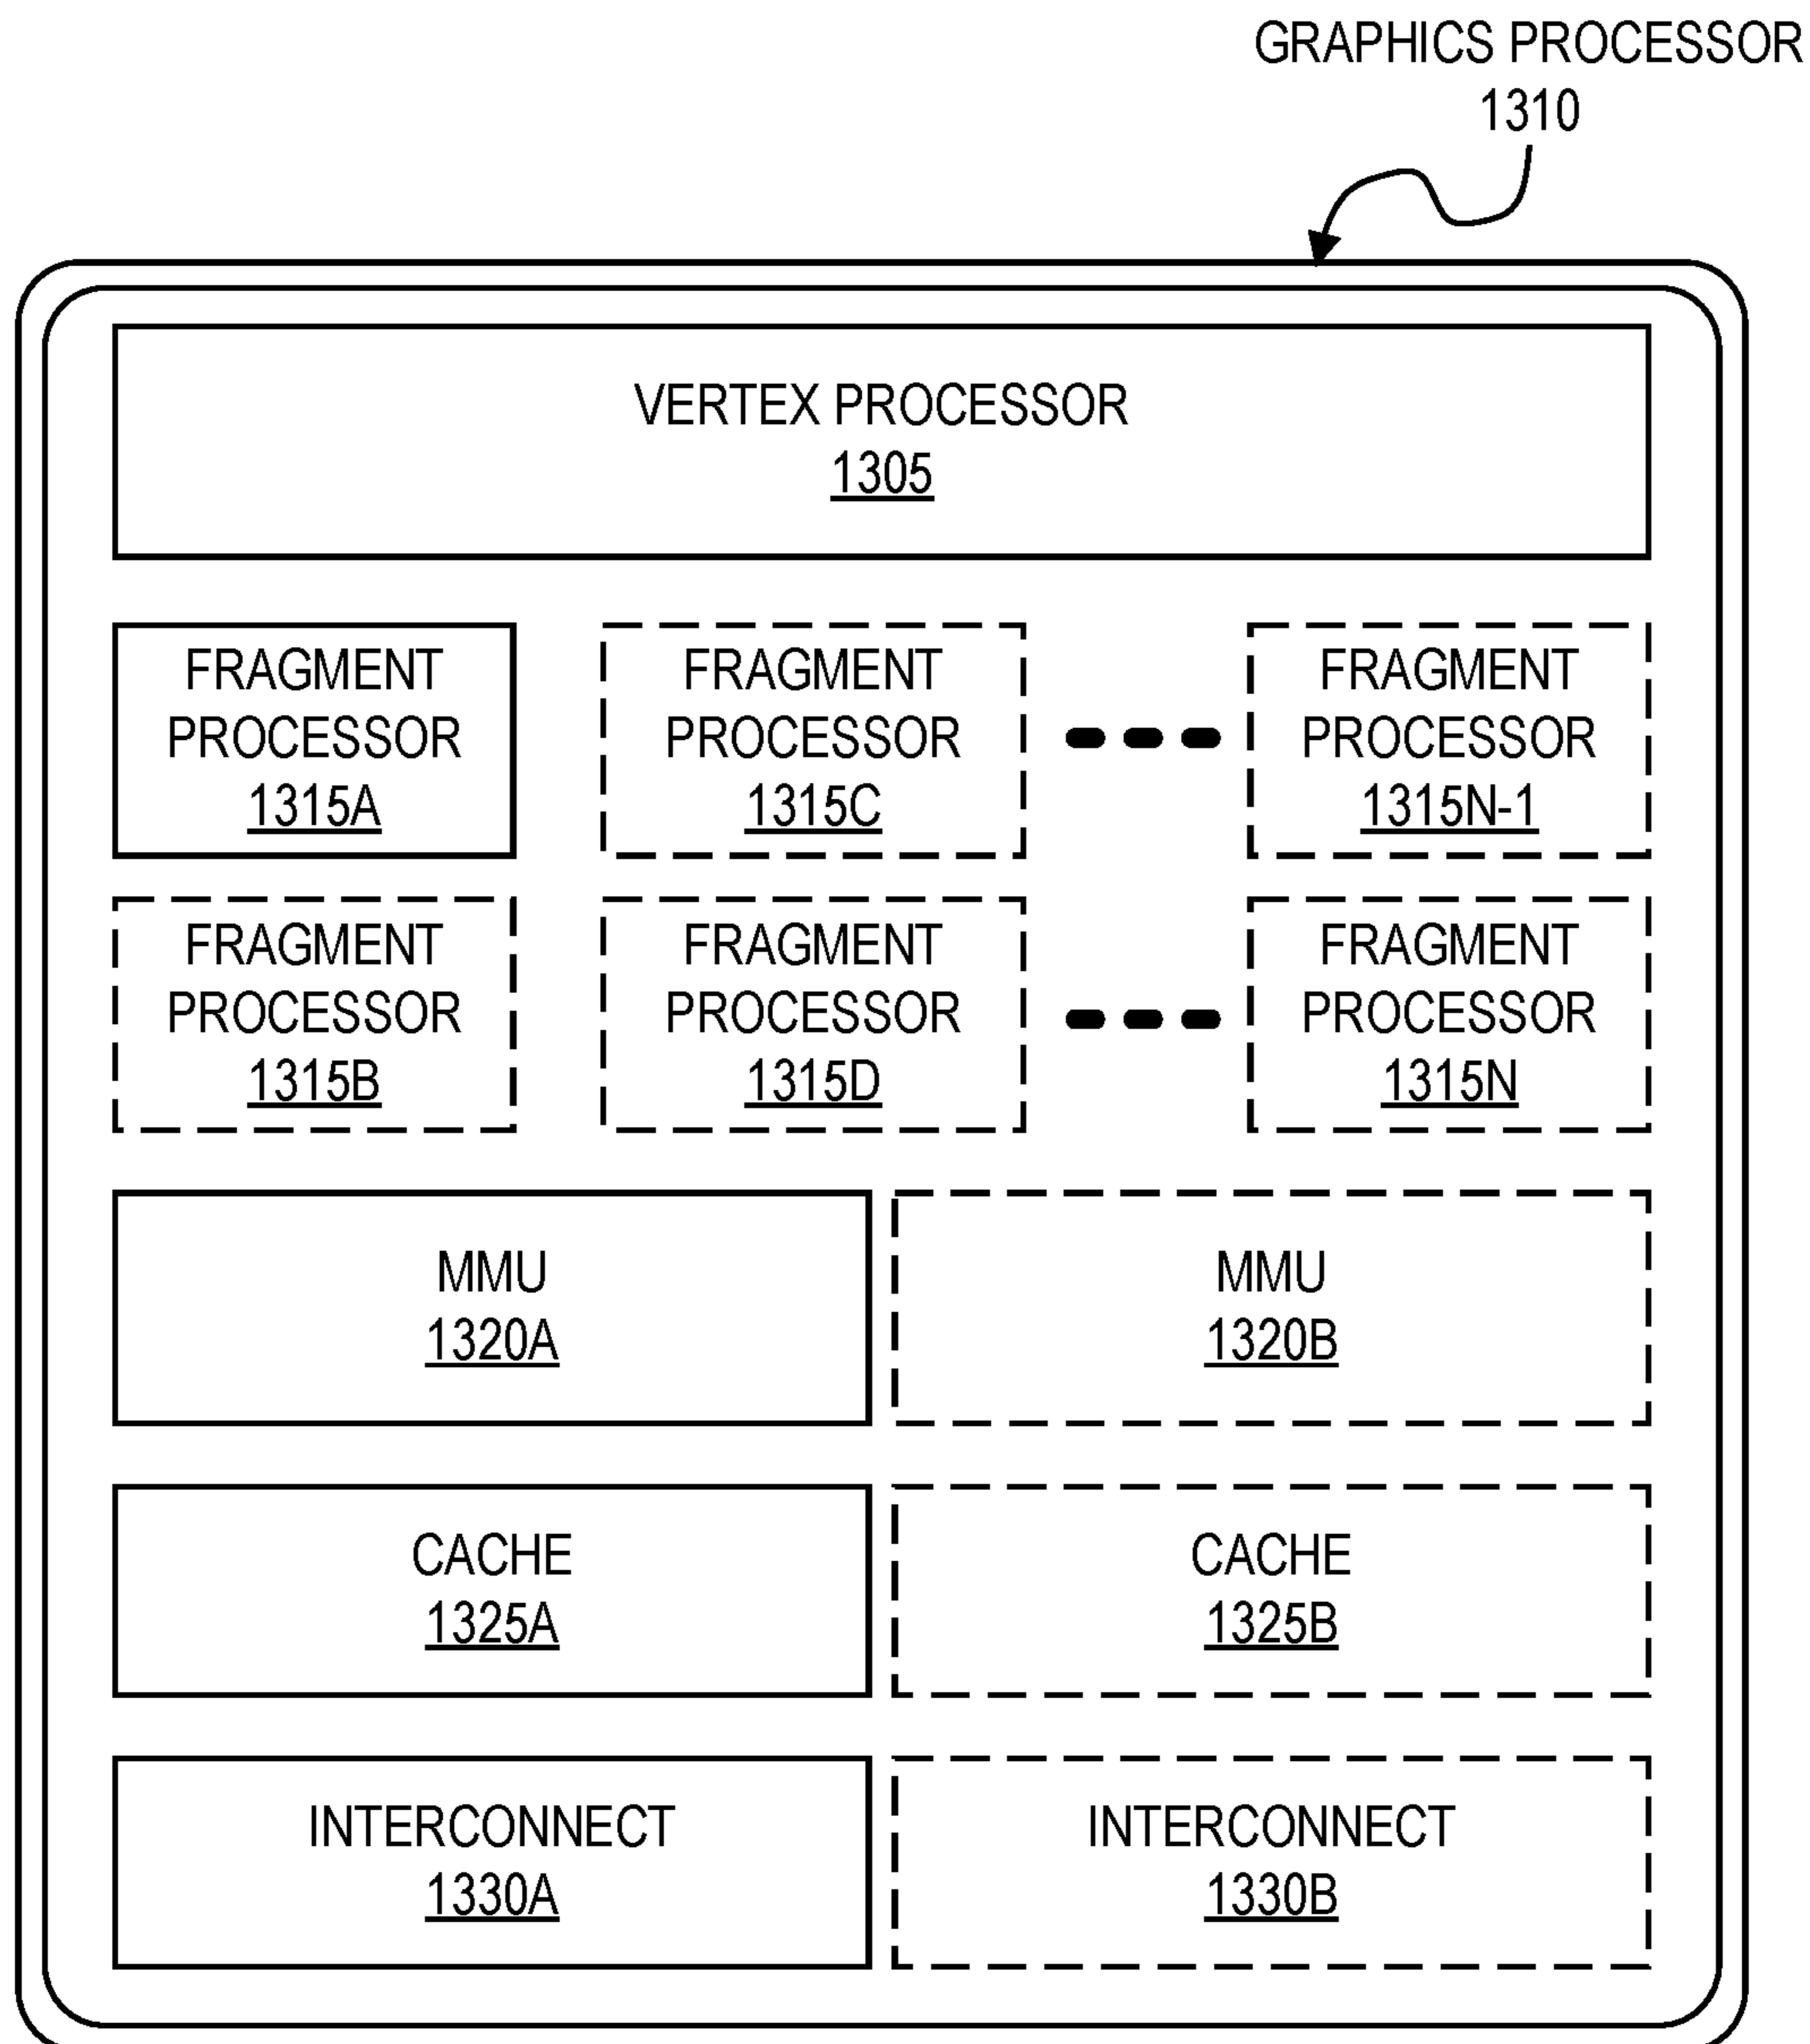 GRAPHICS PROCESSOR
1310
VERTEX PROCESSOR
1305
FRAGMENT
PROCESSOR
1315A
FRAGMENT
PROCESSOR
1315C
FRAGMENT
PROCESSOR
1315N-1
FRAGMENT
PROCESSOR
1315B
FRAGMENT
PROCESSOR
1315D
FRAGMENT
PROCESSOR
1315N
MMU
1320A
MMU
1320B
CACHE
1325A
CACHE
1325B
INTERCONNECT
1330A
INTERCONNECT
1330B